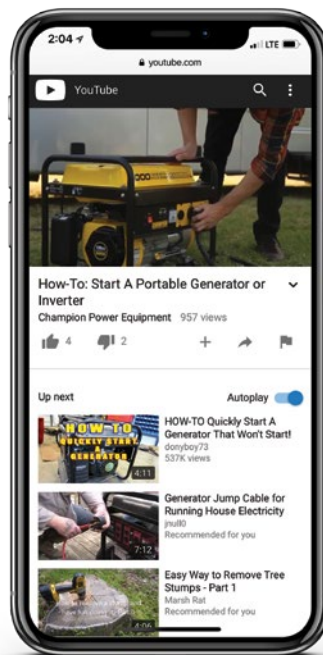 2:04
LTE
youtube.com
YouTube
How-To: Start A Portable Generator or
Inverter
Champion Power Equipment 957 views
4 2
Up next Autoplay
HOW TO
QUICKLY START
GENERATOR
4:11
HOW-TO Quickly Start A
Generator That Won't Start!
donyboy73
537K views
7:12
Generator Jump Cable for
Running House Electricity
jnull0
Recommended for you
4:06
Easy Way to Remove Tree
Stumps - Part 1
Marsh Rat
Recommended for you